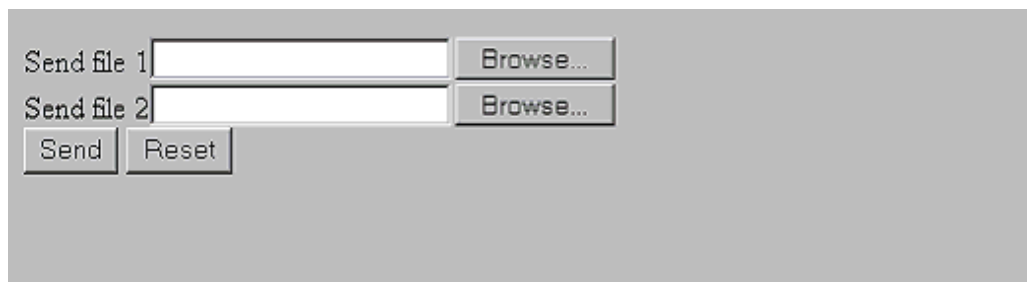 Send file 1 Browse...
Send file 2 Browse...
Send Reset